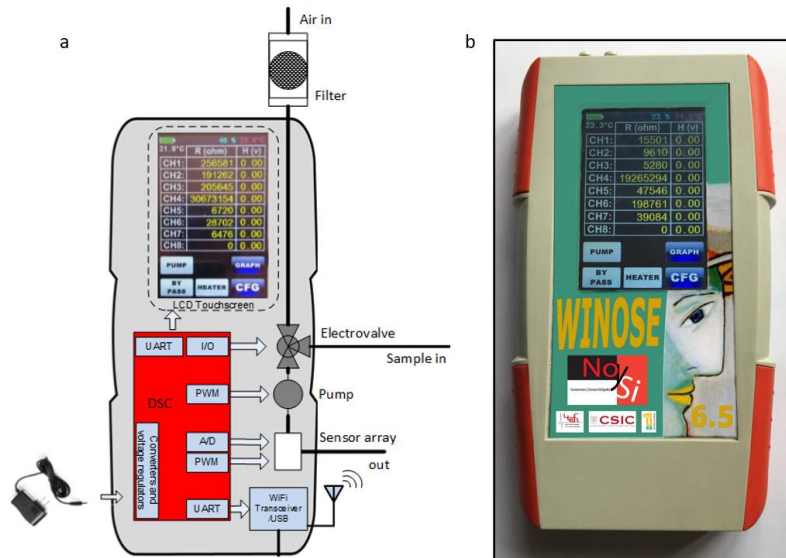 a
Air in
Filter
21.9°C
R (ohm) H (v)
CH1: 256581 0.00
CH2: 191262 0.00
CH3: 205645 0.00
CH4: 30673154 0.00
CH5: 6720 0.00
CH6: 28702 0.00
CH7: 6476 0.00
CH8: 0 0.00
PUMP
GRAPH
BY
PASS
HEATER
CFG
LCD Touchscreen
UART
I/O
Electrovalve
Sample in
DSC
PWM
Pump
Converters and
voltage regulators
A/D
PWM
Sensor array
out
UART
WiFi
Transceiver
/USB
b
23.3°C
23 %
R (ohm) H (v)
CH1: 15501 0.00
CH2: 9610 0.00
CH3: 5280 0.00
CH4: 19265294 0.00
CH5: 47546 0.00
CH6: 198761 0.00
CH7: 39084 0.00
CH8: 0 0.00
PUMP
GRAPH
BY
PASS
HEATER
CFG
WINOSE
NoySi
CSIC
6.5